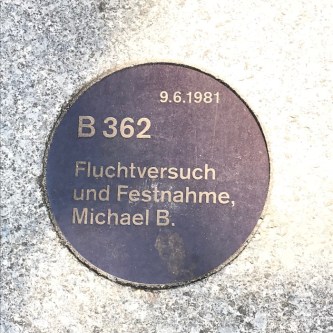 9.6.1981
B 362
Fluchtversuch
und Festnahme,
Michael B.